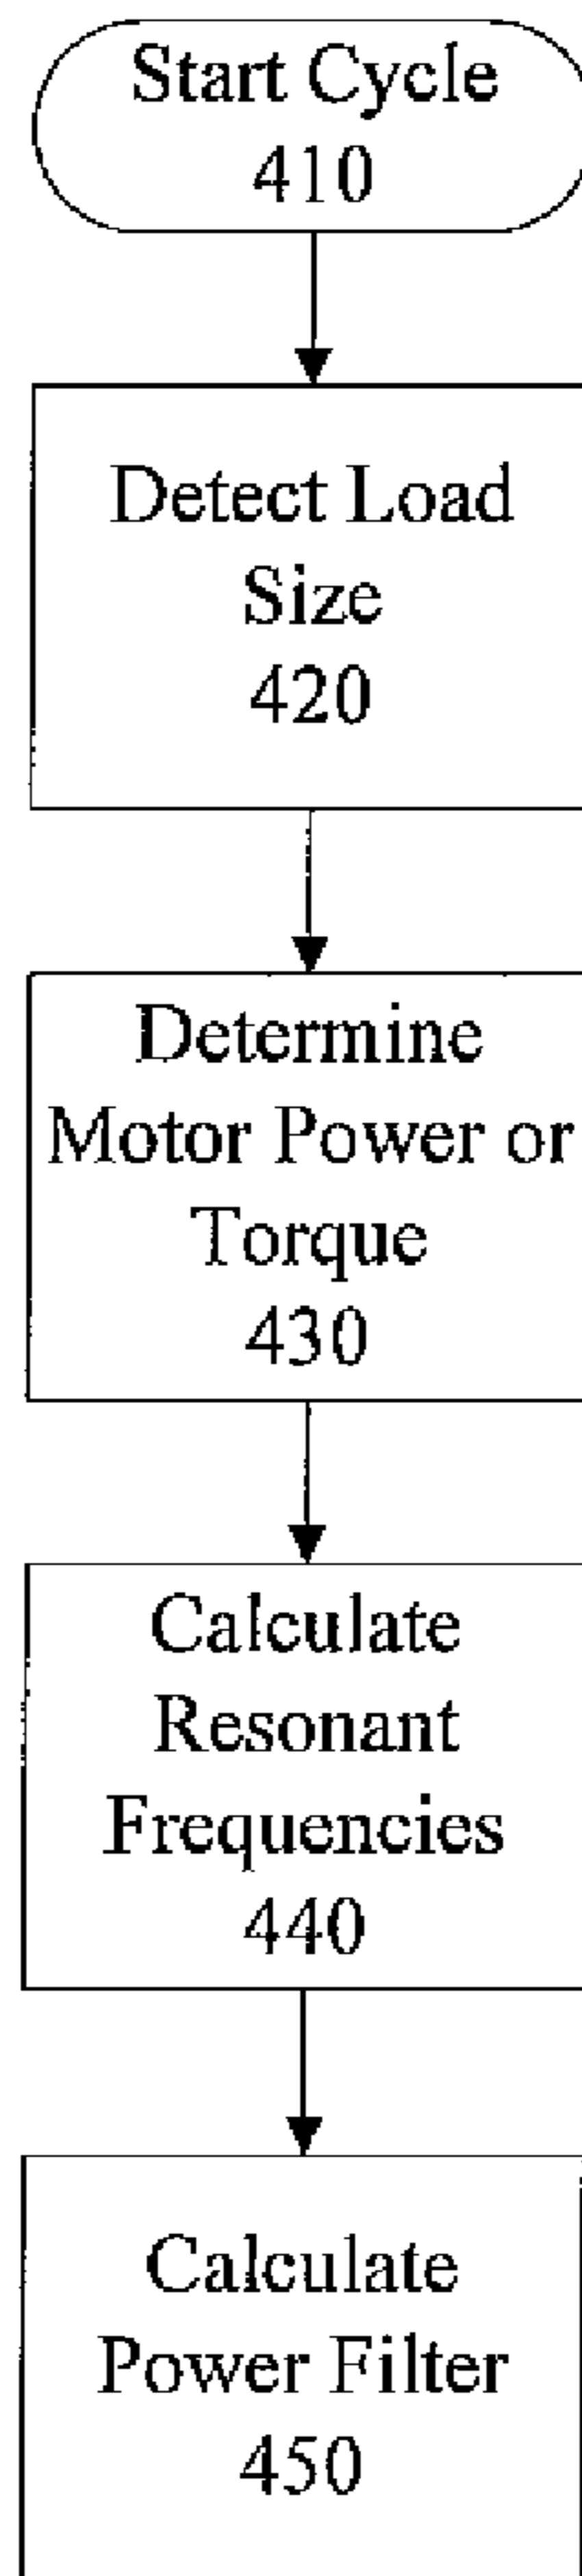 Start Cycle
410
Detect Load
Size
420
Determine
Motor Power or
Torque
430
Calculate
Resonant
Frequencies
440
Calculate
Power Filter
450